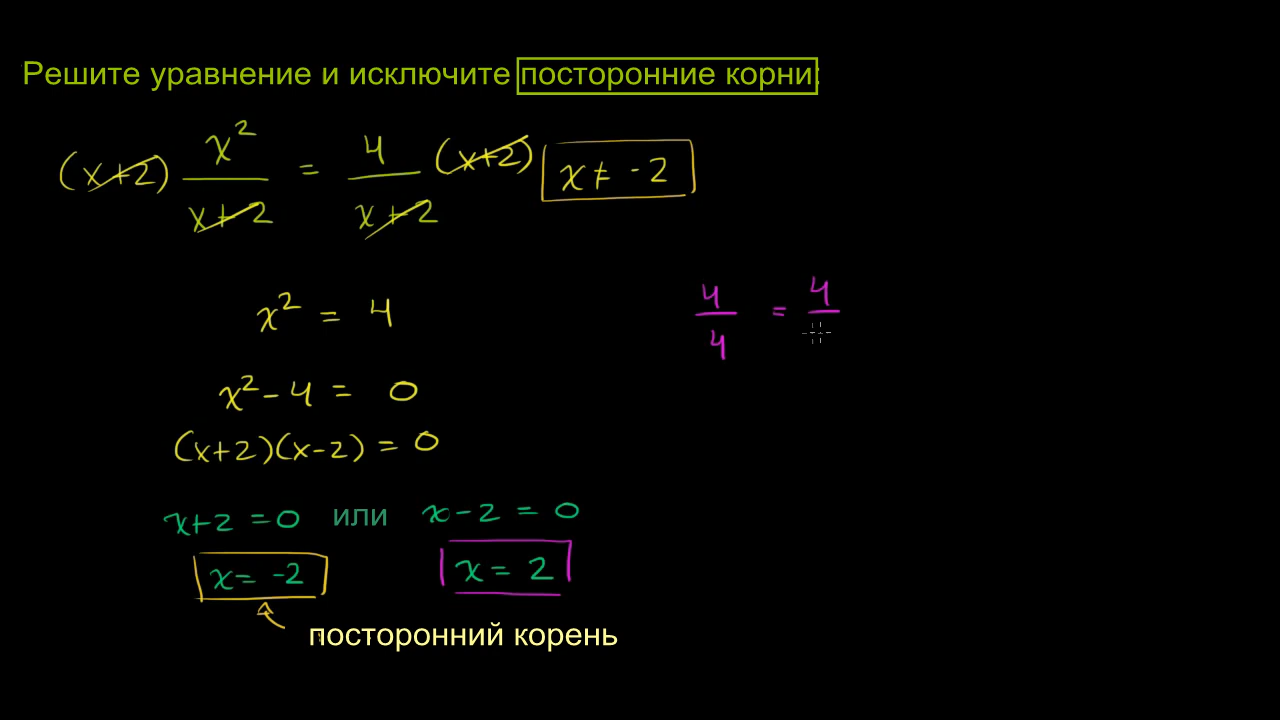 Решите уравнение и исключите посторонние корни:
(x+2) x²/(x+2) = 4/(x+2) (x+2) x ≠ -2
x² = 4
4/4 = 4/
x² - 4 = 0
(x+2)(x-2) = 0
x+2 = 0 или x-2 = 0
x = -2 x = 2
посторонний корень